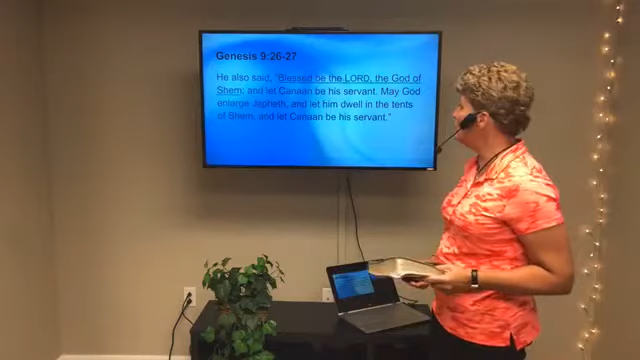 Genesis 9:26-27
He also said, "Blessed be the LORD, the God of
Shem; and let Canaan be his servant. May God
enlarge Japheth, and let him dwell in the tents
of Shem, and let Canaan be his servant."